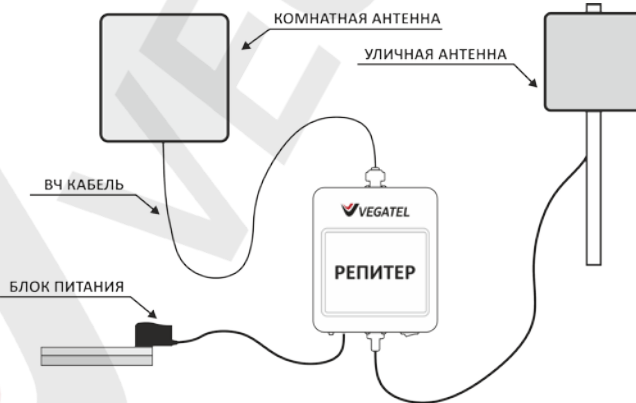 КОМНАТНАЯ АНТЕННА
УЛИЧНАЯ АНТЕННА
ВЧ КАБЕЛЬ
VEGATEL
РЕПИТЕР
БЛОК ПИТАНИЯ